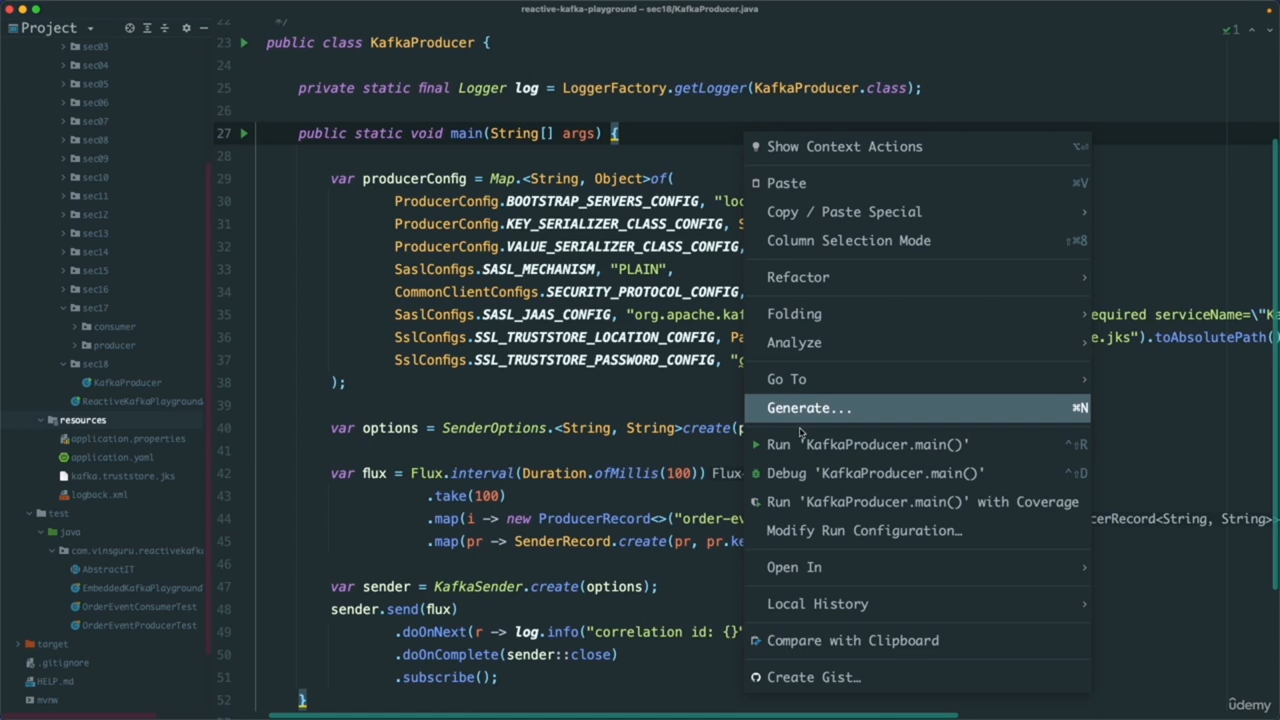 reactive-kafka-playground – sec18/KafkaProducer.java
Project
sec03
sec04
sec05
sec06
sec07
sec08
sec09
sec10
sec11
sec12
sec13
sec14
sec15
sec16
sec17
consumer
producer
sec18
KafkaProducer
ReactiveKafkaPlayground
resources
application.properties
application.yaml
kafka.truststore.jks
logback.xml
test
java
com.vinsguru.reactivekafka
AbstractIT
EmbeddedKafkaPlayground
OrderEventConsumerTest
OrderEventProducerTest
target
.gitignore
HELP.md
mvnw
22 */
23 public class KafkaProducer {
24
25 private static final Logger log = LoggerFactory.getLogger(KafkaProducer.class);
26
27 public static void main(String[] args) {
28
29 var producerConfig = Map.<String, Object>of(
30 ProducerConfig.BOOTSTRAP_SERVERS_CONFIG, "loc
31 ProducerConfig.KEY_SERIALIZER_CLASS_CONFIG, S
32 ProducerConfig.VALUE_SERIALIZER_CLASS_CONFIG,
33 SaslConfigs.SASL_MECHANISM, "PLAIN",
34 CommonClientConfigs.SECURITY_PROTOCOL_CONFIG,
35 SaslConfigs.SASL_JAAS_CONFIG, "org.apache.kaf equired serviceName=\"Ka
36 SslConfigs.SSL_TRUSTSTORE_LOCATION_CONFIG, Pa e.jks").toAbsolutePath()
37 SslConfigs.SSL_TRUSTSTORE_PASSWORD_CONFIG, "
38 );
39
40 var options = SenderOptions.<String, String>create(p
41
42 var flux = Flux.interval(Duration.ofMillis(100)) Flux
43 .take(100)
44 .map(i -> new ProducerRecord<>("order-ev cerRecord<String, String>
45 .map(pr -> SenderRecord.create(pr, pr.ke
46
47 var sender = KafkaSender.create(options);
48 sender.send(flux)
49 .doOnNext(r -> log.info("correlation id: {}"
50 .doOnComplete(sender::close)
51 .subscribe();
52 }
1
Show Context Actions ⌥⏎
Paste ⌘V
Copy / Paste Special
Column Selection Mode ⇧⌘8
Refactor
Folding
Analyze
Go To
Generate... ⌘N
Run 'KafkaProducer.main()' ⌃⇧R
Debug 'KafkaProducer.main()' ⌃⇧D
Run 'KafkaProducer.main()' with Coverage
Modify Run Configuration…
Open In
Local History
Compare with Clipboard
Create Gist…
udemy